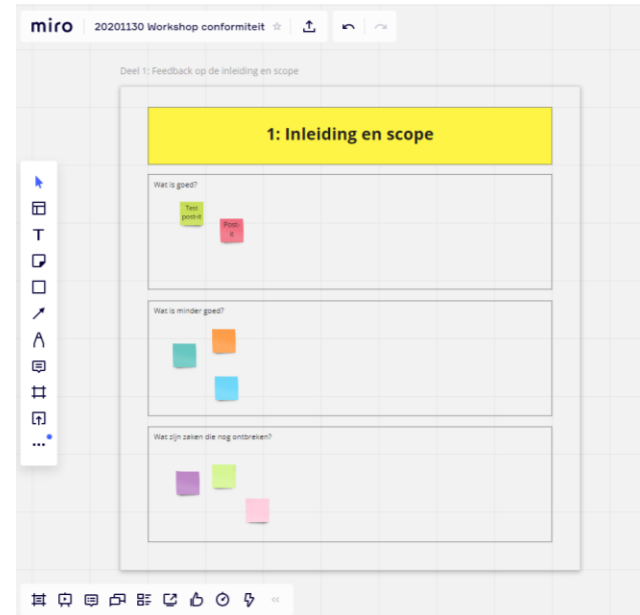 miro 20201130 Workshop conformiteit
Deel 1: Feedback op de inleiding en scope
1: Inleiding en scope
Wat is goed?
Test
post-it
Post-
it
Wat is minder goed?
Wat zijn zaken die nog ontbreken?